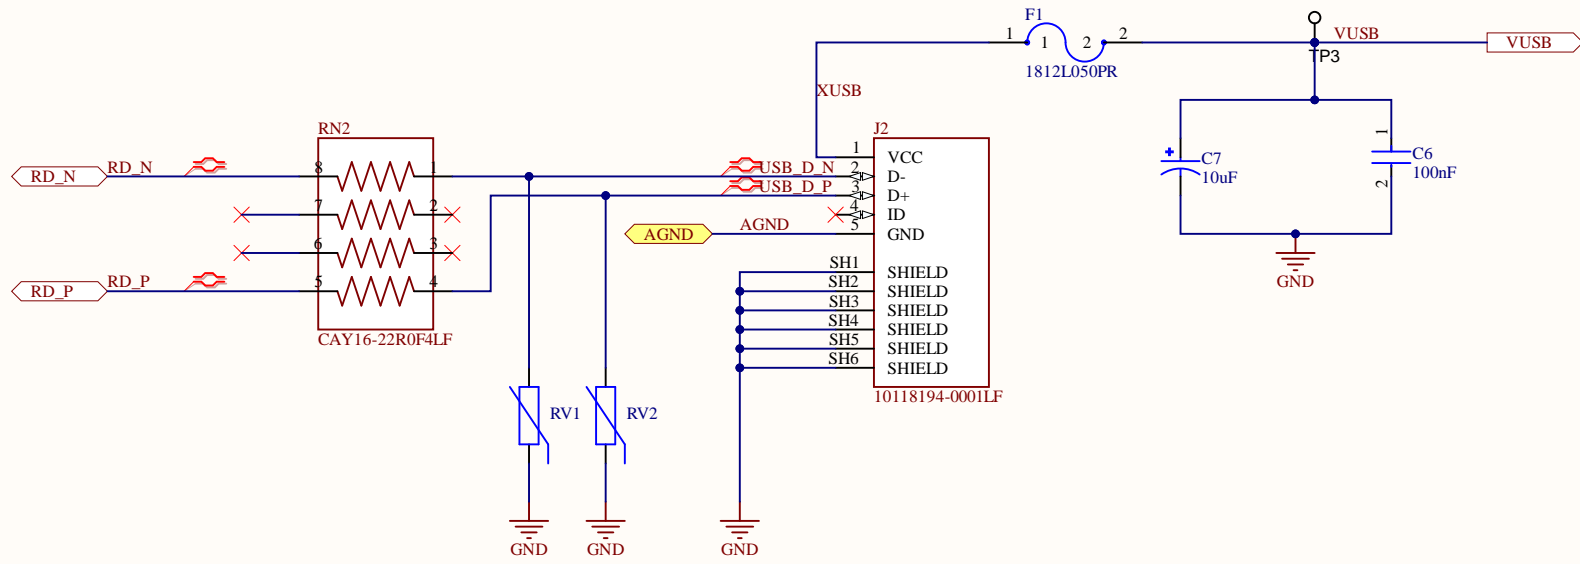 F1
1
1
2
2
1812L050PR
TP3
VUSB
VUSB
XUSB
RN2
RD_N
RD_N
8
1
7
2
6
3
5
4
RD_P
RD_P
CAY16-22R0F4LF
USB_D_N
USB_D_P
AGND
AGND
J2
1
VCC
2
D-
3
D+
4
ID
5
GND
SH1
SHIELD
SH2
SHIELD
SH3
SHIELD
SH4
SHIELD
SH5
SHIELD
SH6
SHIELD
10118194-0001LF
C7
10uF
1
C6
100nF
2
GND
RV1
RV2
GND
GND
GND